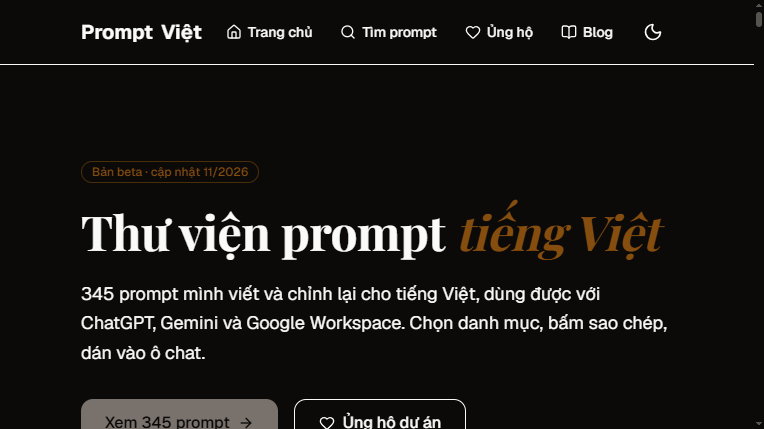 Prompt Việt
Trang chủ
Tìm prompt
Ủng hộ
Blog
Bản beta · cập nhật 11/2026
Thư viện prompt tiếng Việt
345 prompt mình viết và chỉnh lại cho tiếng Việt, dùng được với
ChatGPT, Gemini và Google Workspace. Chọn danh mục, bấm sao chép,
dán vào ô chat.
Xem 345 prompt →
Ủng hộ dự án